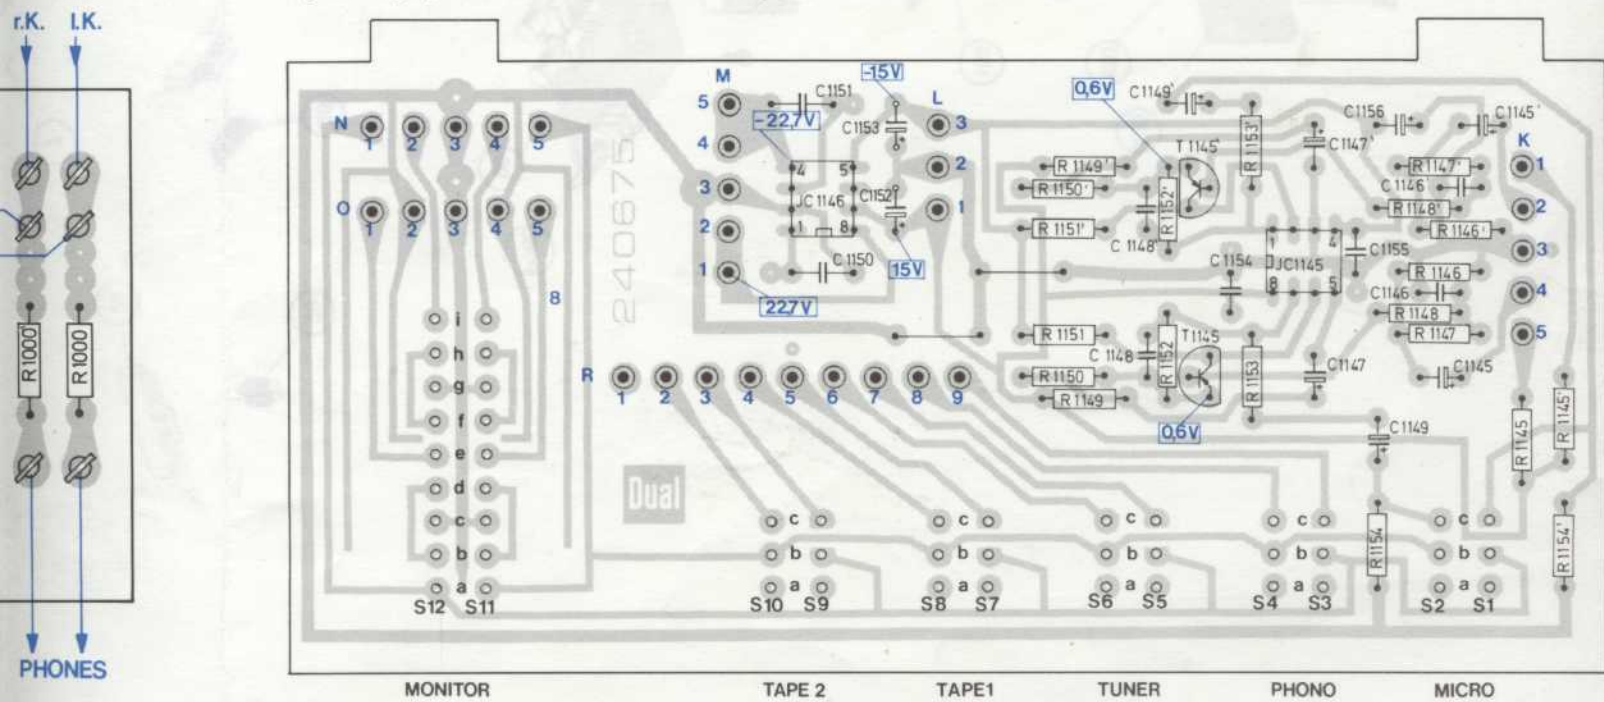 r.K. l.K.
R1000' R1000
PHONES
M
-15V
5 C1151 L
-22,7V C1153 3
N
1 2 3 4 5
4
4 5 2
3 JC1146 C1152
O
1 2 3 4 5
2 1 8 1
1 C1150 15V
22,7V
240675
8
i
h
g
f
e
d
c
b
a
S12 S11
R
1 2 3 4 5 6 7 8 9
Dual
0,6V C1149' C1156 C1145'
T1145' R1153' C1147' K
R1149' R1147' 1
R1150' R1152' C1146
R1148' 2
R1151' C1148' 1 4 R1146'
C1154 JC1145 C1155 3
8 5 R1146
C1146 4
R1148
R1151 T1145 R1147 5
C1148 R1152
R1150 R1153 C1147 C1145
R1149
0,6V C1149 R1145 R1145'
R1154 R1154'
c c c c c
b b b b b
a a a a a
S10 S9 S8 S7 S6 S5 S4 S3 S2 S1
MONITOR TAPE 2 TAPE1 TUNER PHONO MICRO